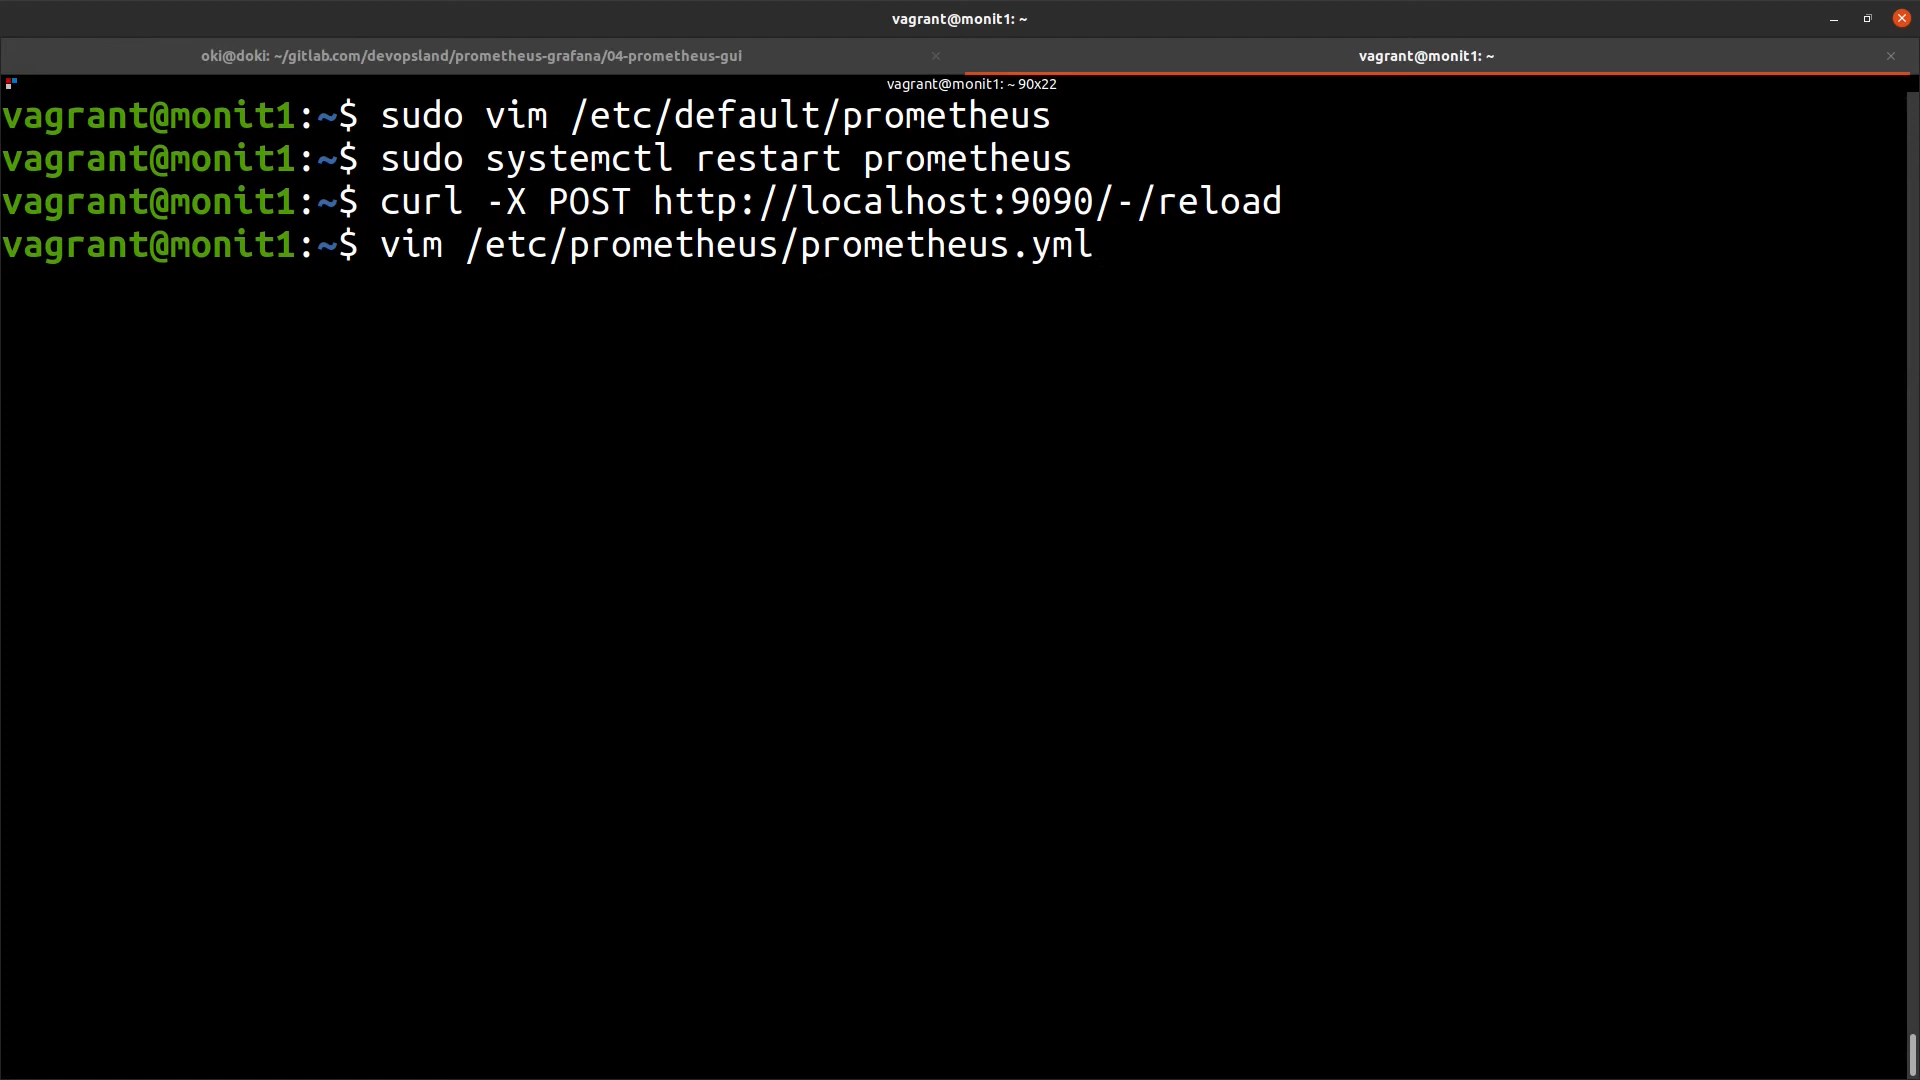 vagrant@monit1: ~
oki@doki: ~/gitlab.com/devopsland/prometheus-grafana/04-prometheus-gui
vagrant@monit1: ~
vagrant@monit1: ~ 90x22
vagrant@monit1:~$ sudo vim /etc/default/prometheus
vagrant@monit1:~$ sudo systemctl restart prometheus
vagrant@monit1:~$ curl -X POST http://localhost:9090/-/reload
vagrant@monit1:~$ vim /etc/prometheus/prometheus.yml